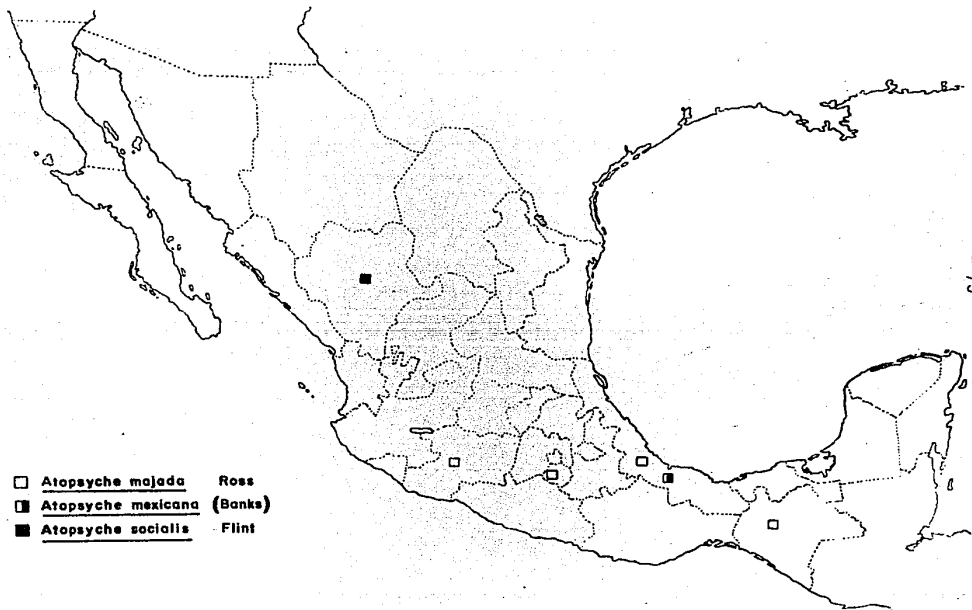 Atopsyche majada Ross
Atopsyche mexicana (Banks)
Atopsyche socialis Flint